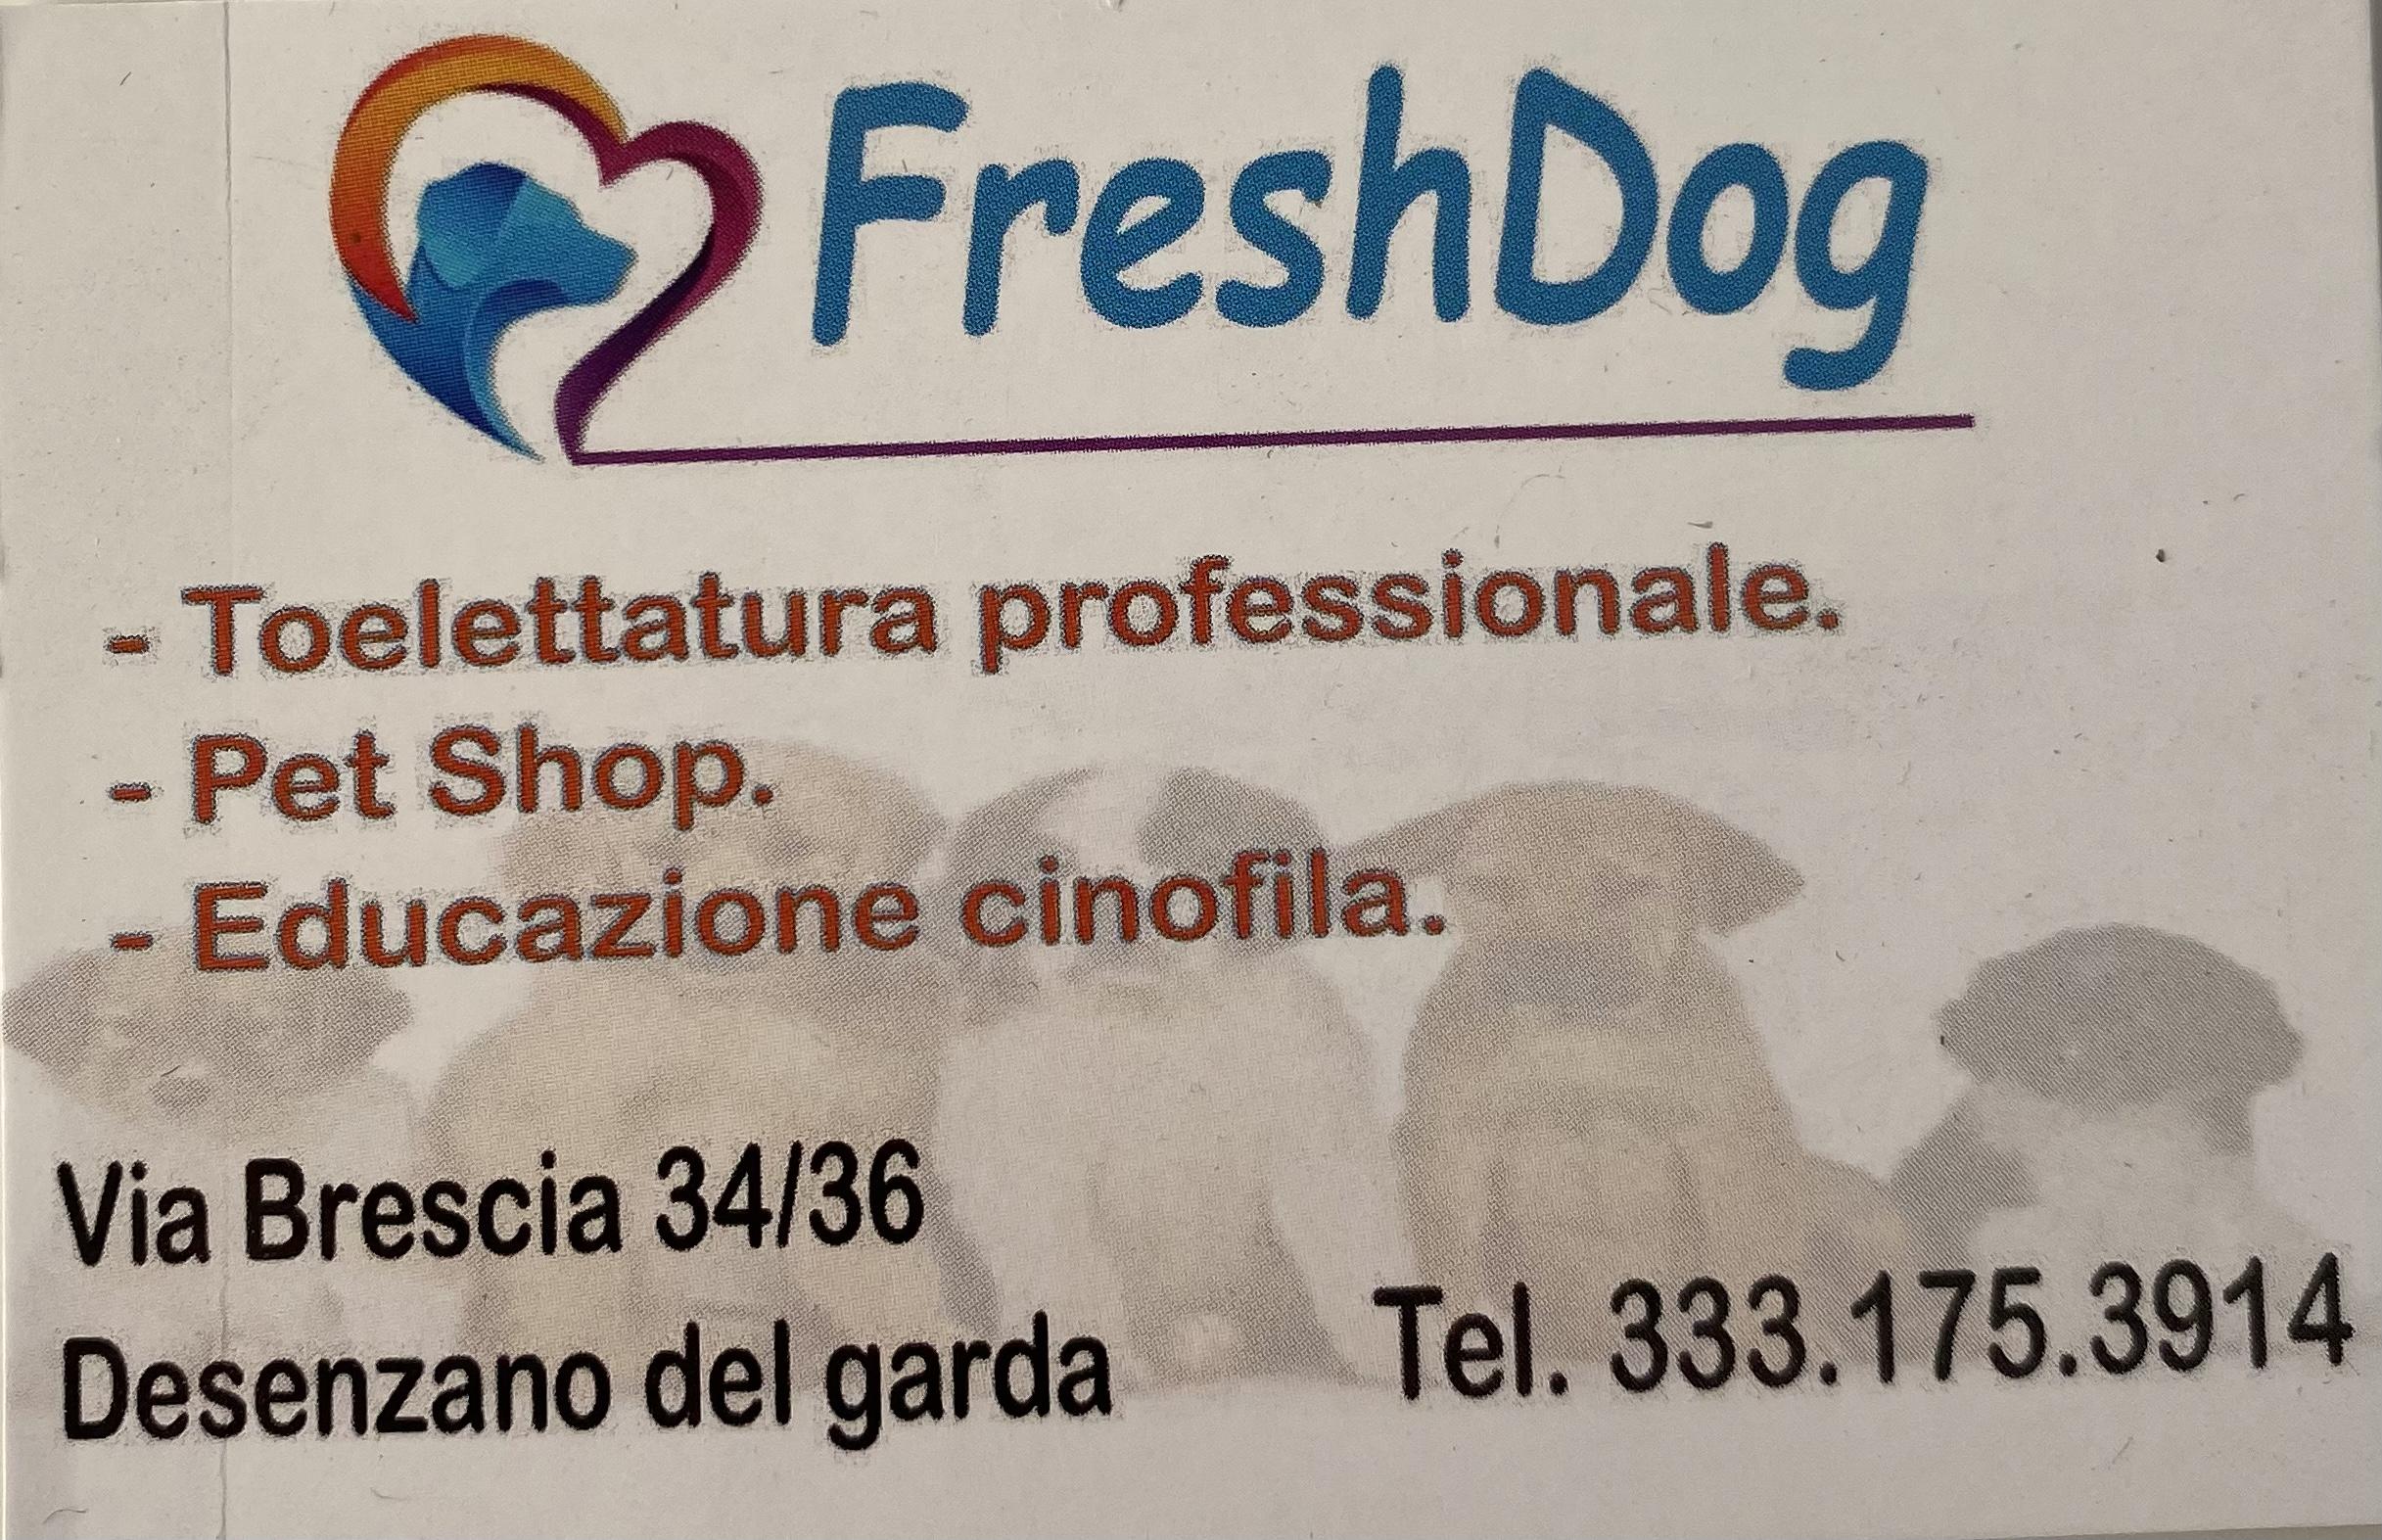 FreshDog
- Toelettatura professionale.
- Pet Shop.
- Educazione cinofila.
Via Brescia 34/36
Desenzano del garda
Tel. 333.175.3914